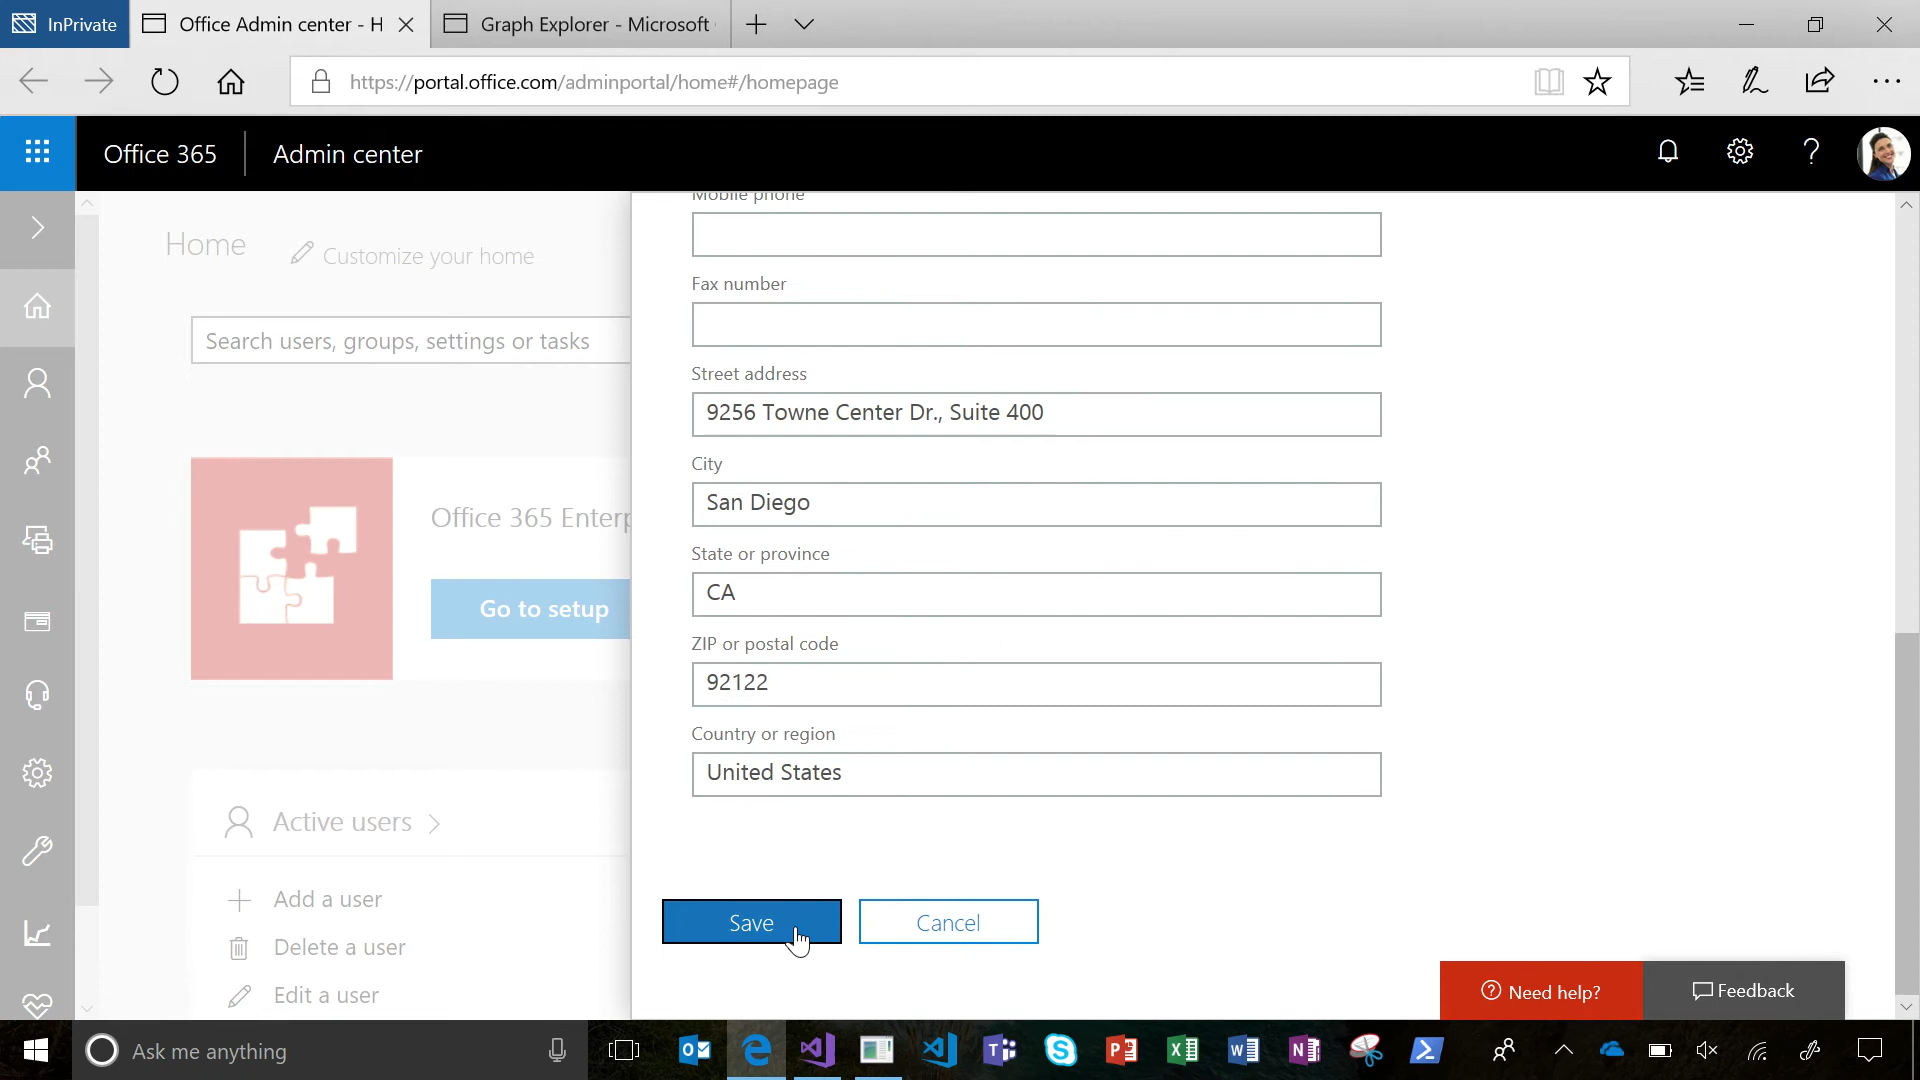 InPrivate
Office Admin center - H
Graph Explorer - Microsoft
https://portal.office.com/adminportal/home#/homepage
Office 365
Admin center
Home
Customize your home
Search users, groups, settings or tasks
Office 365 Enterp
Go to setup
Active users
Add a user
Delete a user
Edit a user
Mobile phone
Fax number
Street address
9256 Towne Center Dr., Suite 400
City
San Diego
State or province
CA
ZIP or postal code
92122
Country or region
United States
Save
Cancel
Need help?
Feedback
Ask me anything